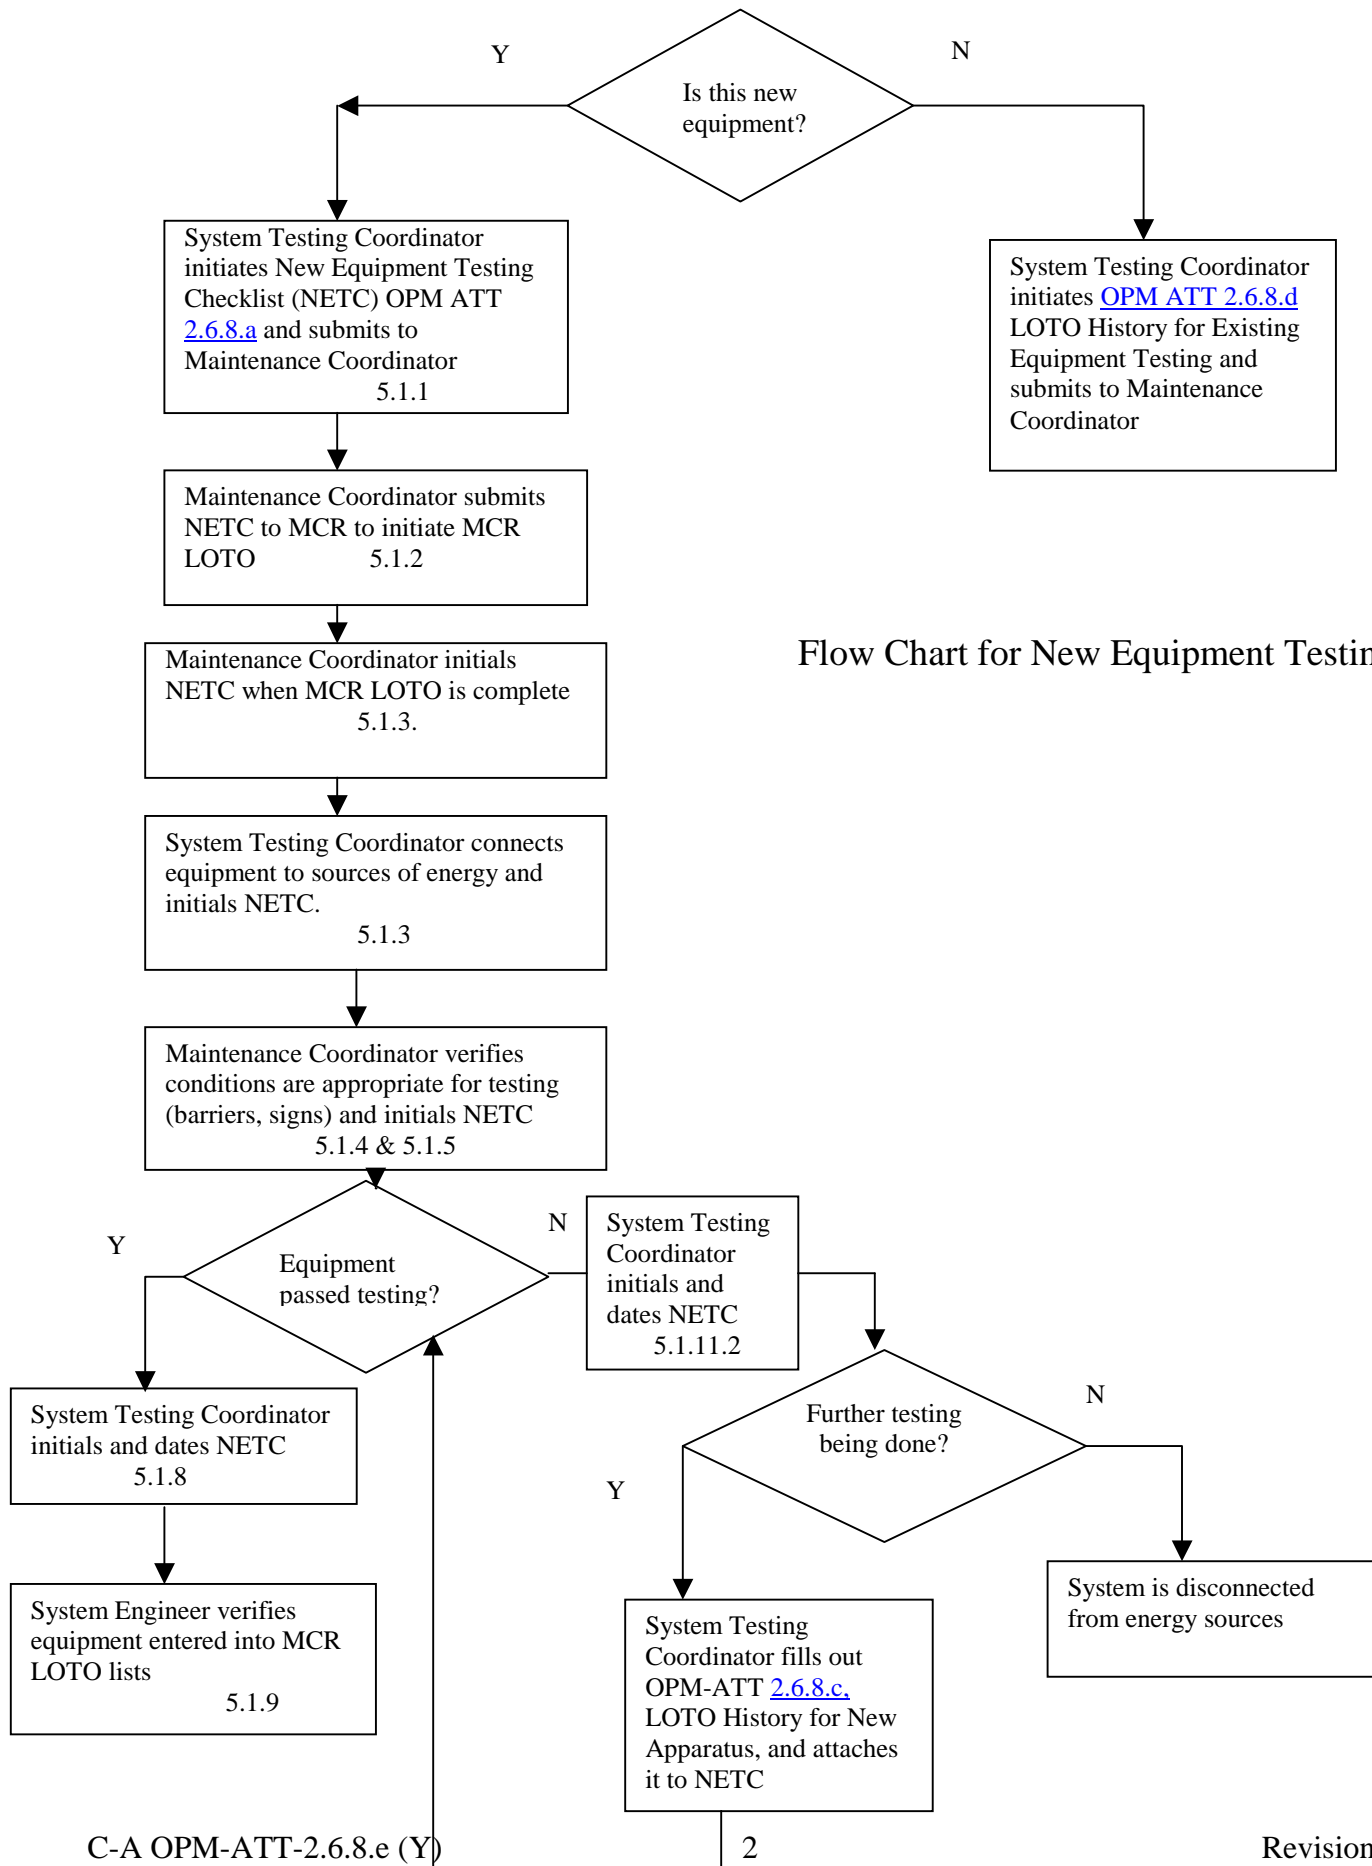 Y
N
Is this new
equipment?
System Testing Coordinator
initiates New Equipment Testing
Checklist (NETC) OPM ATT
2.6.8.a and submits to
Maintenance Coordinator
5.1.1
System Testing Coordinator
initiates OPM ATT 2.6.8.d
LOTO History for Existing
Equipment Testing and
submits to Maintenance
Coordinator
Maintenance Coordinator submits
NETC to MCR to initiate MCR
LOTO 5.1.2
Flow Chart for New Equipment Testin
Maintenance Coordinator initials
NETC when MCR LOTO is complete
5.1.3.
System Testing Coordinator connects
equipment to sources of energy and
initials NETC.
5.1.3
Maintenance Coordinator verifies
conditions are appropriate for testing
(barriers, signs) and initials NETC
5.1.4 & 5.1.5
Y
Equipment
passed testing?
N
System Testing
Coordinator
initials and
dates NETC
5.1.11.2
System Testing Coordinator
initials and dates NETC
5.1.8
Further testing
being done?
N
Y
System Engineer verifies
equipment entered into MCR
LOTO lists
5.1.9
System Testing
Coordinator fills out
OPM-ATT 2.6.8.c,
LOTO History for New
Apparatus, and attaches
it to NETC
System is disconnected
from energy sources
C-A OPM-ATT-2.6.8.e (Y) 2 Revision